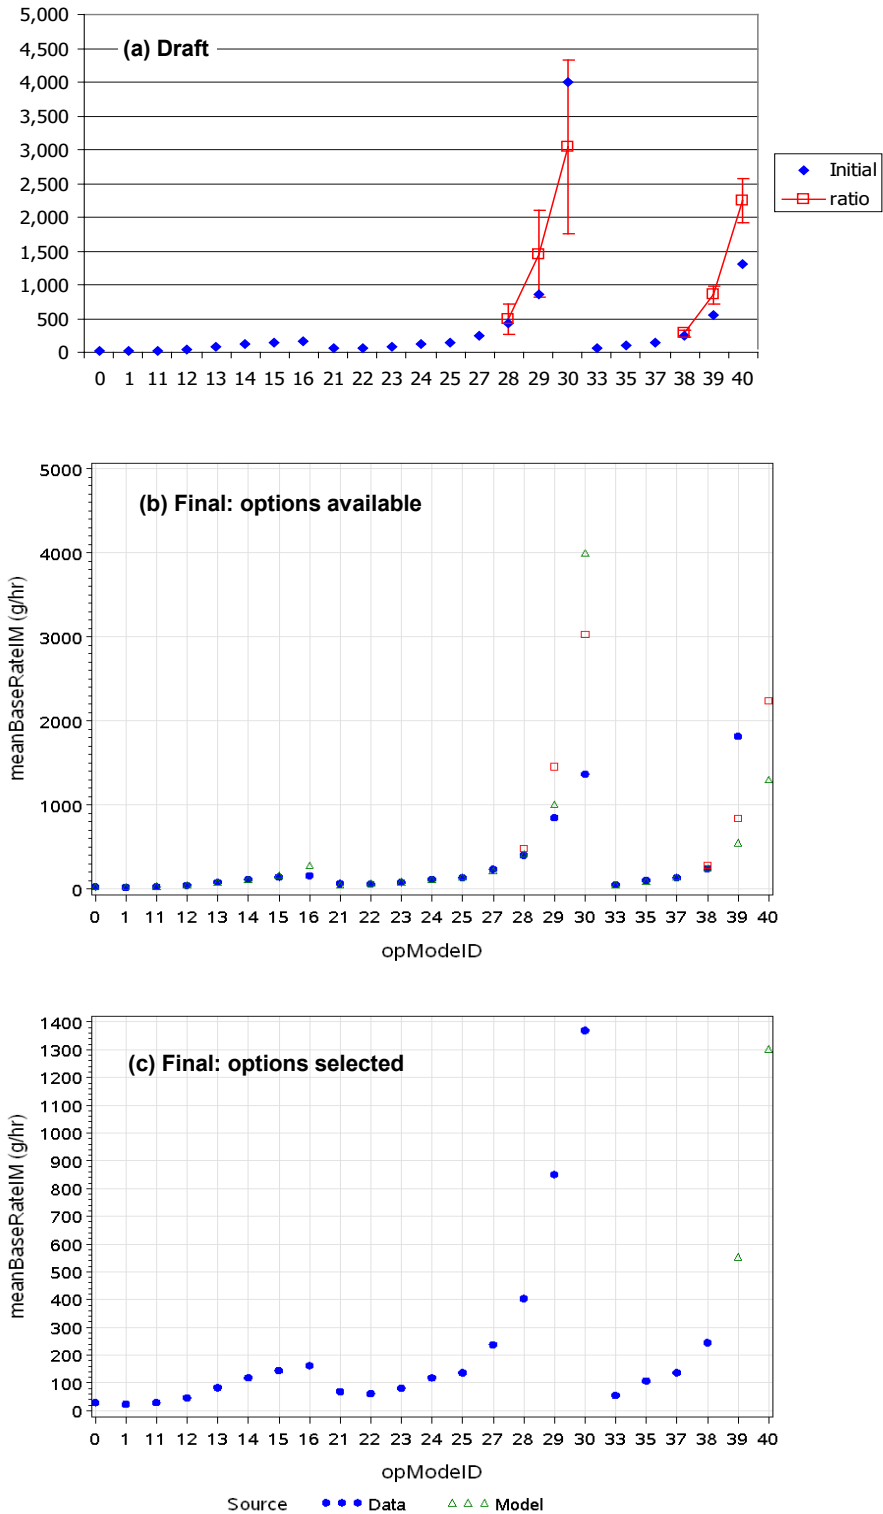 5,000
4,500
4,000
3,500
3,000
2,500
2,000
1,500
1,000
500
0
(a) Draft
Initial
ratio
0 1 11 12 13 14 15 16 21 22 23 24 25 27 28 29 30 33 35 37 38 39 40
meanBaseRateIM (g/hr)
5000
4000
3000
2000
1000
0
(b) Final: options available
0 1 11 12 13 14 15 16 21 22 23 24 25 27 28 29 30 33 35 37 38 39 40
opModeID
meanBaseRateIM (g/hr)
1400
1300
1200
1100
1000
900
800
700
600
500
400
300
200
100
0
(c) Final: options selected
0 1 11 12 13 14 15 16 21 22 23 24 25 27 28 29 30 33 35 37 38 39 40
opModeID
Source Data Model